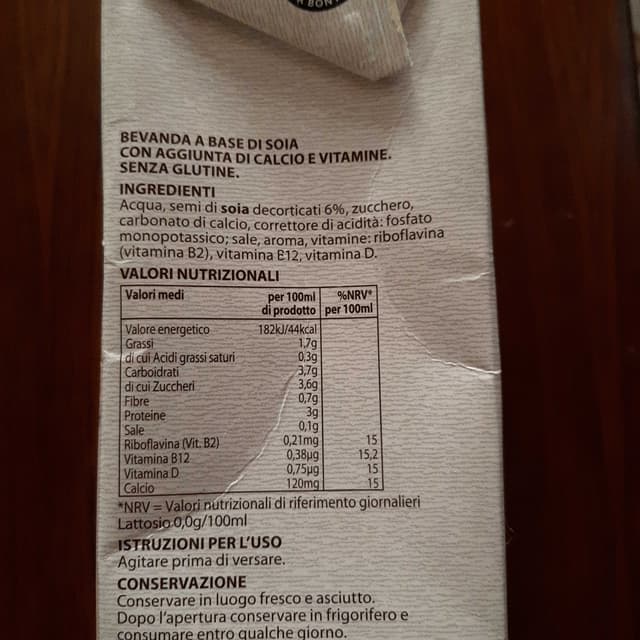 BEVANDA A BASE DI SOIA
CON AGGIUNTA DI CALCIO E VITAMINE.
SENZA GLUTINE.
INGREDIENTI
Acqua, semi di soia decorticati 6%, zucchero,
carbonato di calcio, correttore di acidità: fosfato
monopotassico; sale, aroma, vitamine: riboflavina
(vitamina B2), vitamina B12, vitamina D.
VALORI NUTRIZIONALI
Valori medi per 100ml %NRV*
di prodotto per 100ml
Valore energetico 182kJ/44kcal
Grassi 1,7g
di cui Acidi grassi saturi 0,3g
Carboidrati 3,7g
di cui Zuccheri 3,6g
Fibre 0,7g
Proteine 3g
Sale 0,1g
Riboflavina (Vit. B2) 0,21mg 15
Vitamina B12 0,38µg 15,2
Vitamina D 0,75µg 15
Calcio 120mg 15
*NRV = Valori nutrizionali di riferimento giornalieri
Lattosio 0,0g/100ml
ISTRUZIONI PER L'USO
Agitare prima di versare.
CONSERVAZIONE
Conservare in luogo fresco e asciutto.
Dopo l'apertura conservare in frigorifero e
consumare entro qualche giorno.